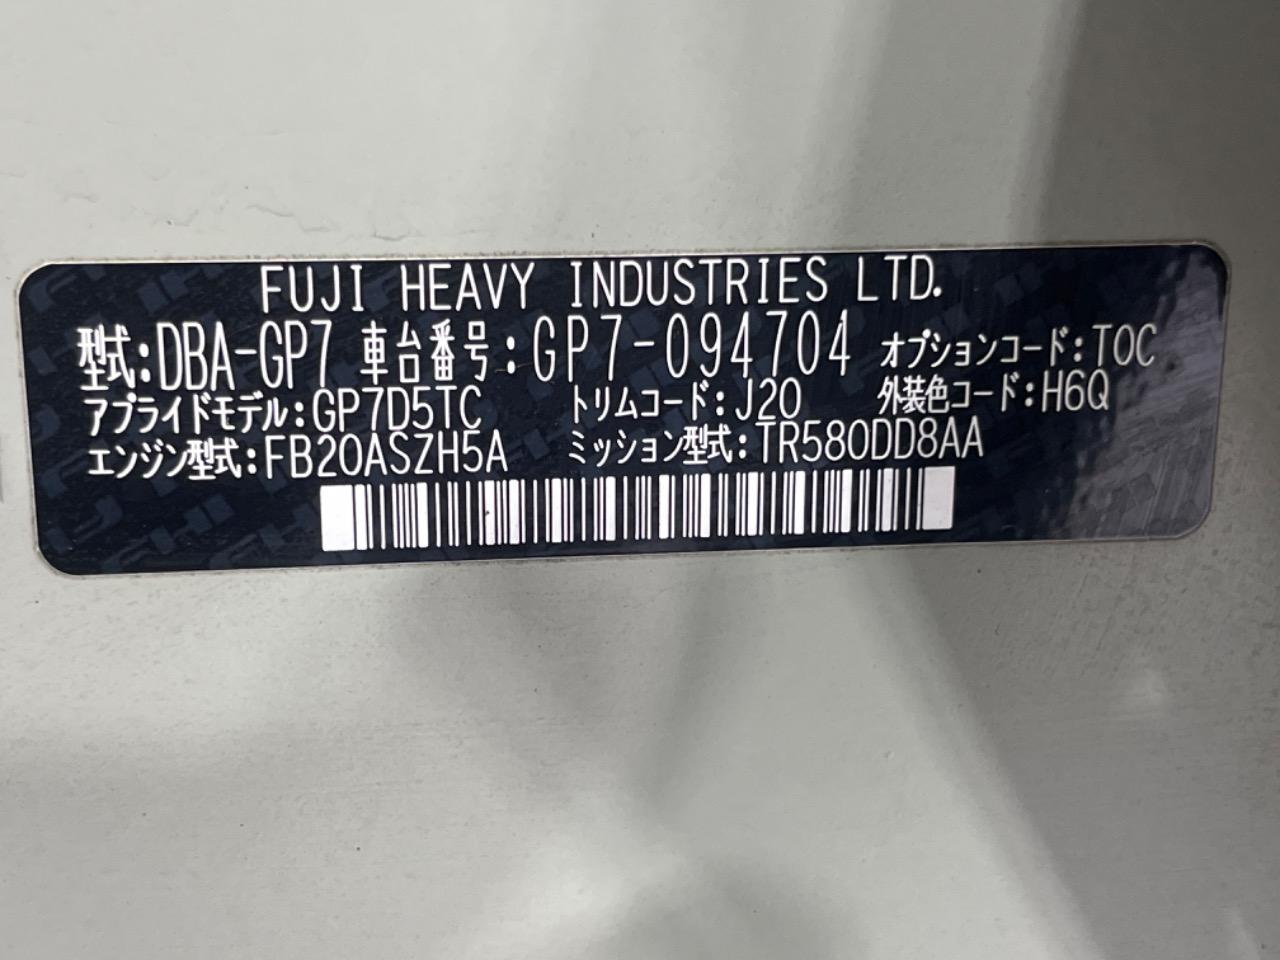 FUJI HEAVY INDUSTRIES LTD.
型式:DBA-GP7 車台番号:GP7-094704 オプションコード:TOC
アプライドモデル:GP7D5TC トリムコード:J20 外装色コード:H6Q
エンジン型式:FB20ASZH5A ミッション型式:TR580DD8AA